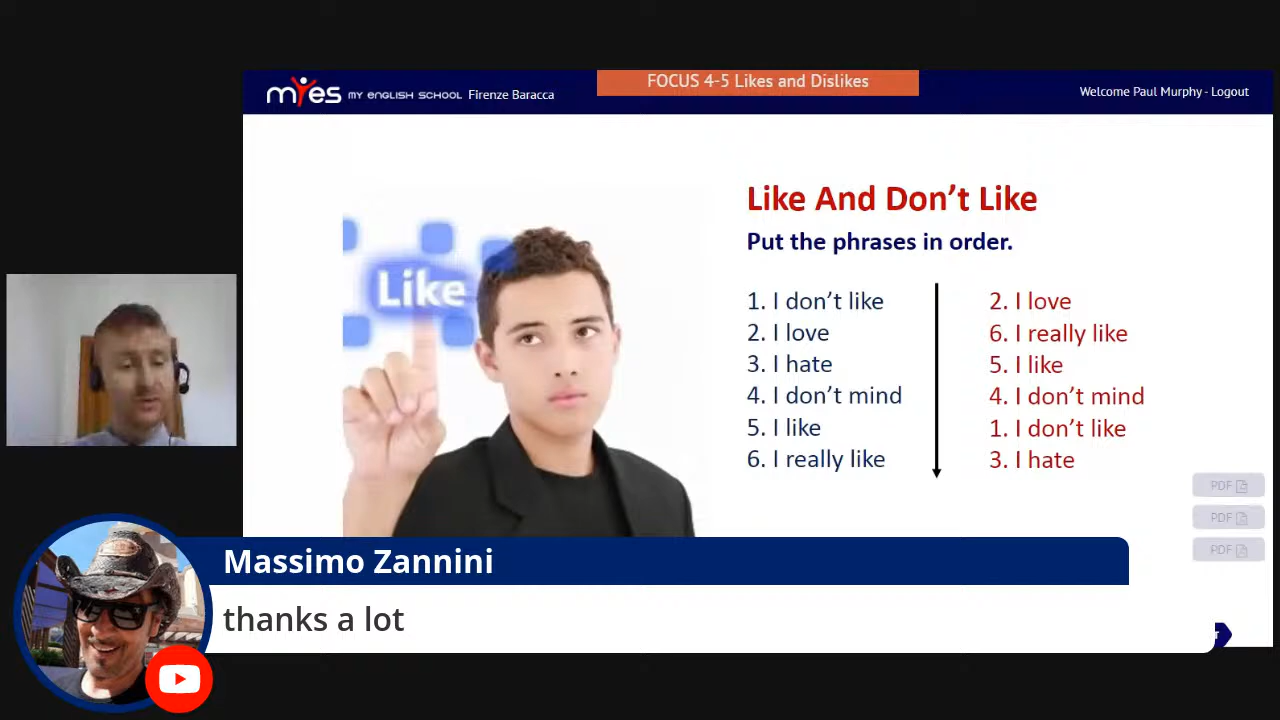 myes MY ENGLISH SCHOOL Firenze Baracca
FOCUS 4-5 Likes and Dislikes
Welcome Paul Murphy - Logout
Like
Like And Don't Like
Put the phrases in order.
1. I don't like
2. I love
3. I hate
4. I don't mind
5. I like
6. I really like
2. I love
6. I really like
5. I like
4. I don't mind
1. I don't like
3. I hate
PDF
PDF
PDF
Massimo Zannini
thanks a lot